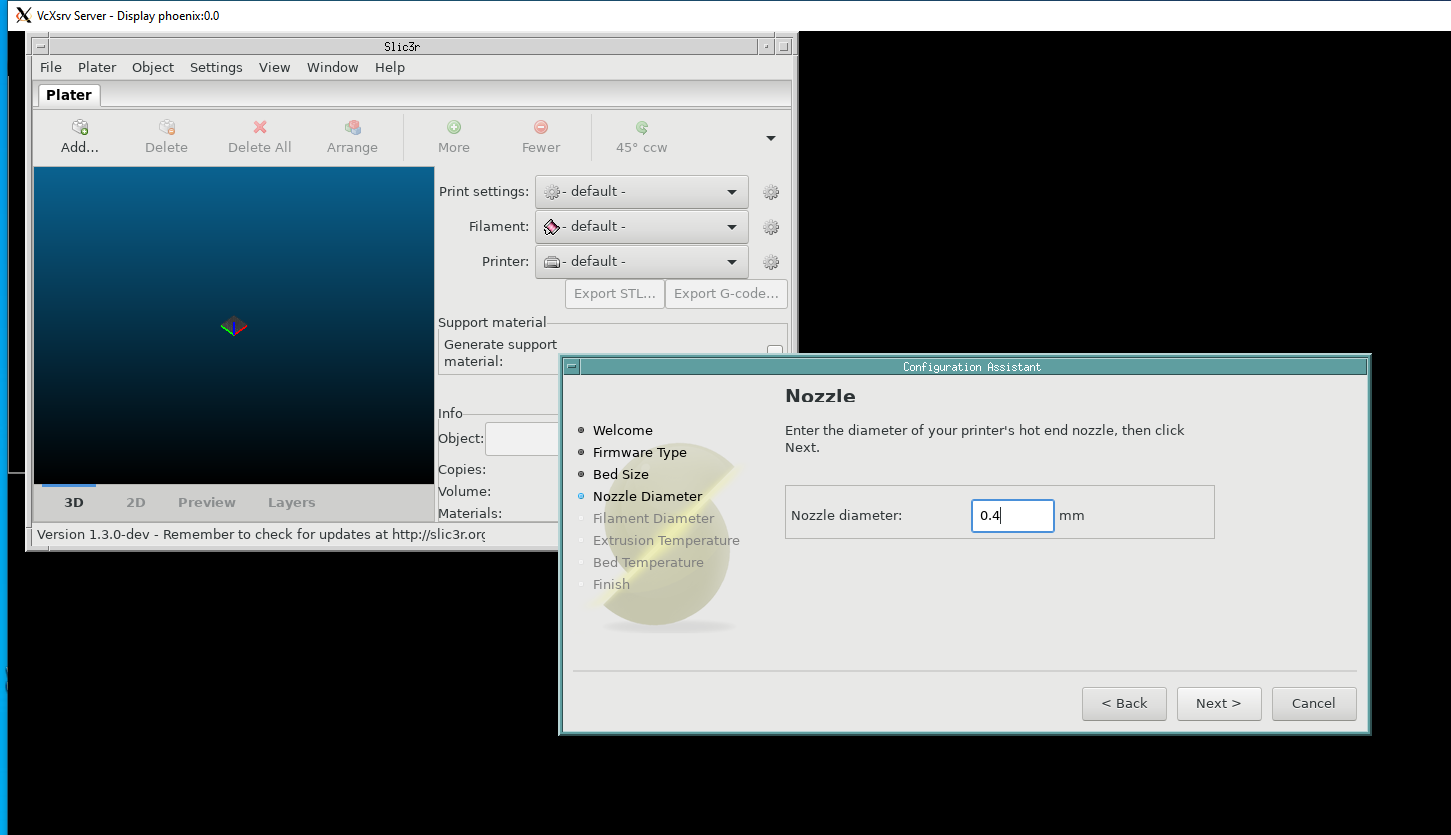 VcXsrv Server - Display phoenix:0.0
Slic3r
File Plater Object Settings View Window Help
Plater
Add... Delete Delete All Arrange More Fewer 45° ccw
Print settings: - default -
Filament: - default -
Printer: - default -
Export STL... Export G-code...
Support material
Generate support
material:
Info
Object:
Copies:
Volume:
Materials:
3D 2D Preview Layers
Version 1.3.0-dev - Remember to check for updates at http://slic3r.org
Configuration Assistant
Welcome
Firmware Type
Bed Size
Nozzle Diameter
Filament Diameter
Extrusion Temperature
Bed Temperature
Finish
Nozzle
Enter the diameter of your printer's hot end nozzle, then click
Next.
Nozzle diameter: 0.4 mm
< Back Next > Cancel